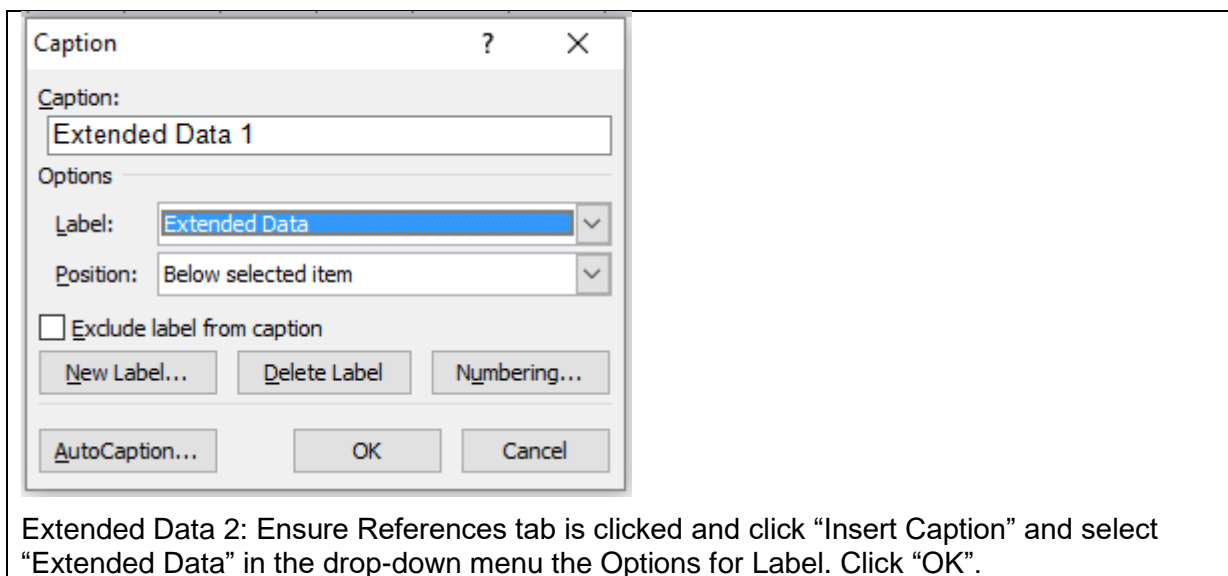 Caption ?
Caption:
Extended Data 1
Options
Label: Extended Data
Position: Below selected item
Exclude label from caption
New Label... Delete Label Numbering...
AutoCaption... OK Cancel
Extended Data 2: Ensure References tab is clicked and click “Insert Caption” and select
“Extended Data” in the drop-down menu the Options for Label. Click “OK”.